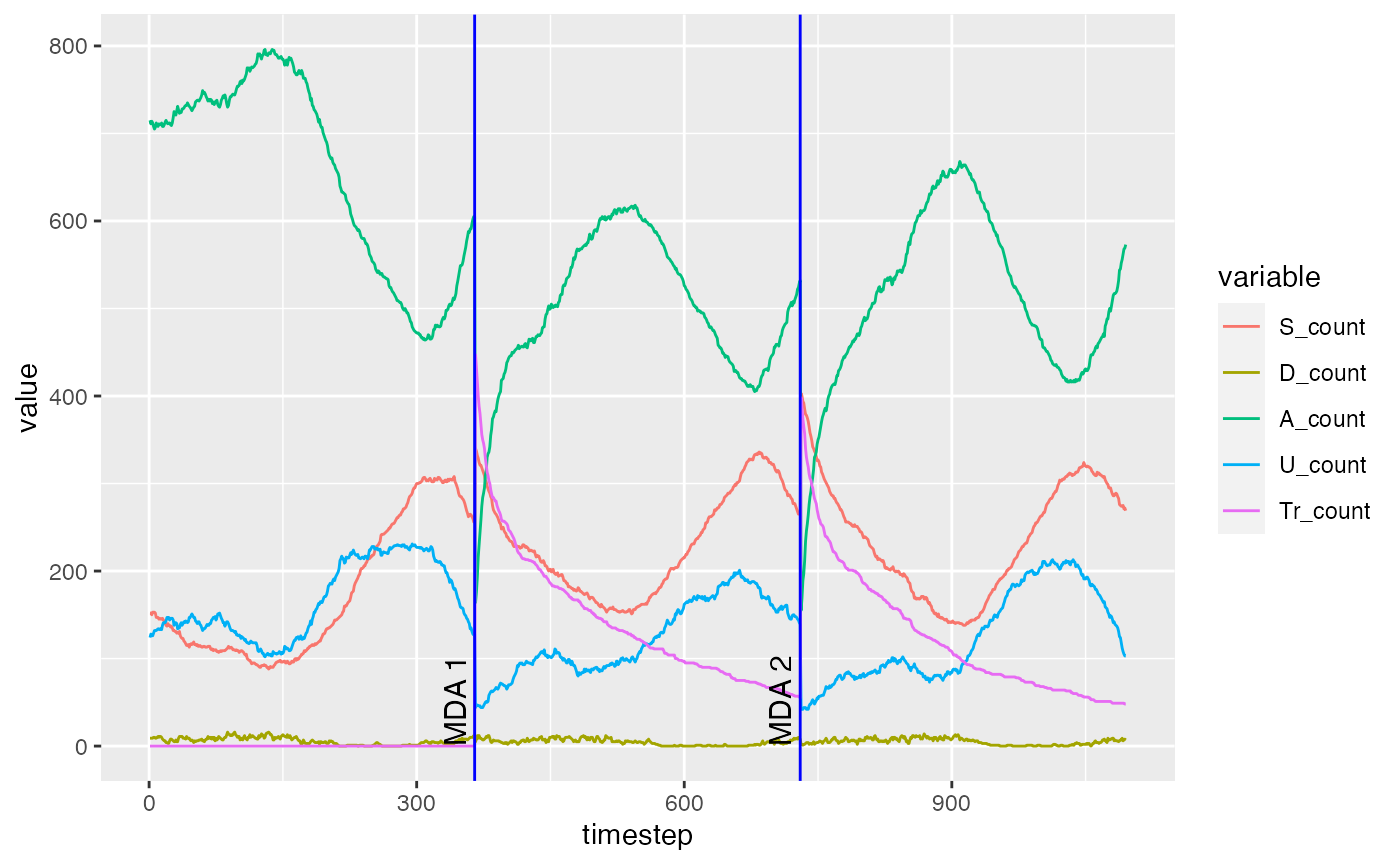 800
600
400
200
0
value
MDA 1
MDA 2
0
300
600
900
timestep
variable
S_count
D_count
A_count
U_count
Tr_count